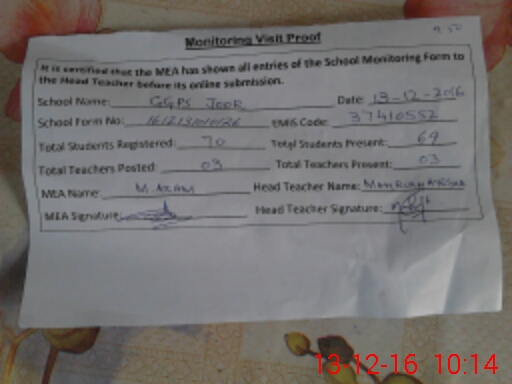 9:50
Monitoring Visit Proof
It is certified that the MEA has shown all entries of the School Monitoring Form to
the Head Teacher before its online submission.
School Name: GGPS JOOR Date: 13-12-2016
School Form No: EMIS Code: 37410552
Total Students Registered: 70 Total Students Present: 69
Total Teachers Posted: 03 Total Teachers Present: 03
MEA Name: M. AZAM Head Teacher Name:
MEA Signature: Head Teacher Signature:
13-12-16 10:14